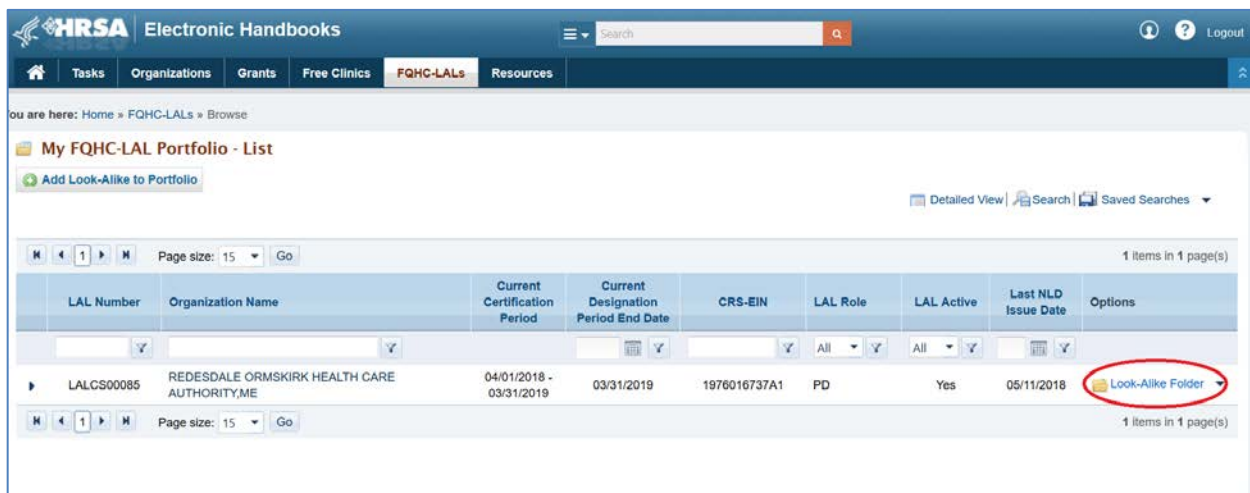 HRSA Electronic Handbooks Search Logout
Tasks Organizations Grants Free Clinics FQHC-LALs Resources
ou are here: Home » FQHC-LALs » Browse
My FQHC-LAL Portfolio - List
Add Look-Alike to Portfolio
Detailed View | Search | Saved Searches
1 Page size: 15 Go 1 items in 1 page(s)
LAL Number Organization Name Current Certification Period Current Designation Period End Date CRS-EIN LAL Role LAL Active Last NLD Issue Date Options
All All
LALCS00085 REDESDALE ORMSKIRK HEALTH CARE AUTHORITY,ME 04/01/2018 - 03/31/2019 03/31/2019 1976016737A1 PD Yes 05/11/2018 Look-Alike Folder
1 Page size: 15 Go 1 items in 1 page(s)